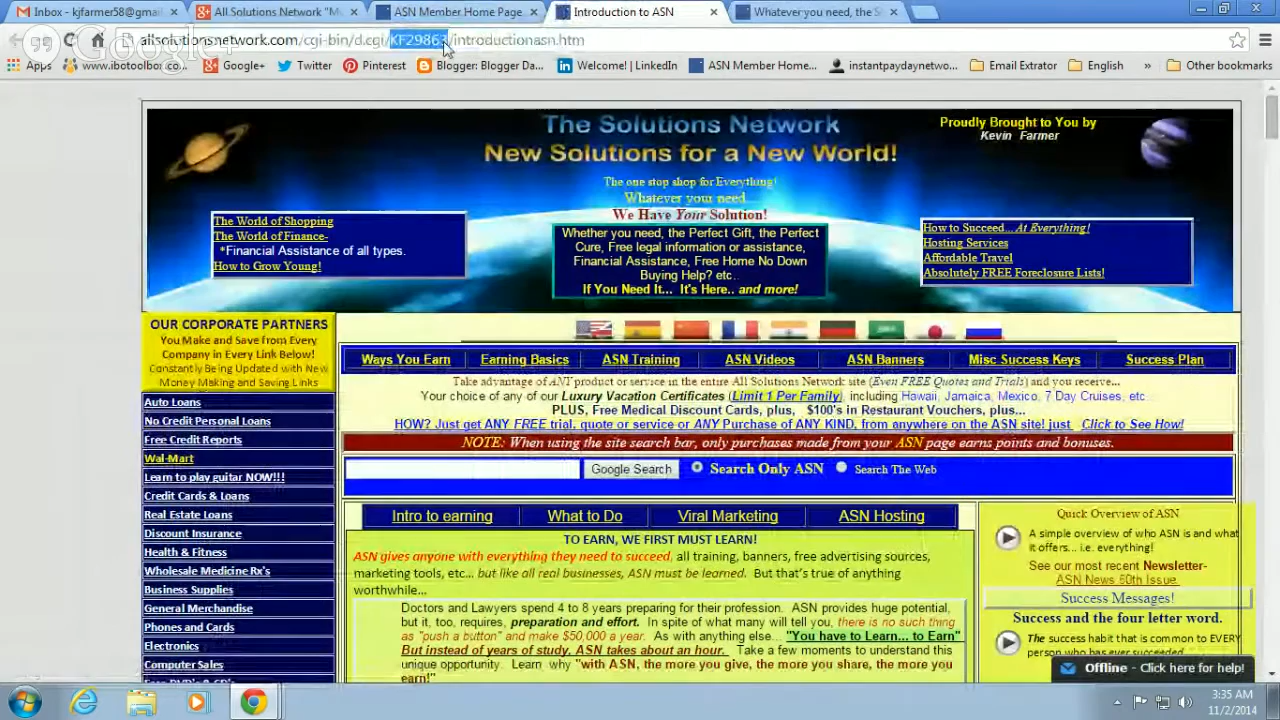 Inbox - kjfarmer58@gmail
All Solutions Network "M
ASN Member Home Page
Introduction to ASN
Whatever you need, the S
allsolutionsnetwork.com/cgi-bin/d.cgi/KF29863/introductionasn.htm
Google+
Apps
www.ibotoolbox.co
Google+
Twitter
Pinterest
Blogger: Blogger Da...
Welcome! | LinkedIn
ASN Member Home...
instantpaydaynetwo...
Email Extrator
English
»
Other bookmarks
The Solutions Network
New Solutions for a New World!
Proudly Brought to You by
Kevin Farmer
The one stop shop for Everything!
Whatever your need
We Have Your Solution!
Whether you need, the Perfect Gift, the Perfect
Cure, Free legal information or assistance,
Financial Assistance, Free Home No Down
Buying Help? etc..
If You Need It... It's Here.. and more!
The World of Shopping
The World of Finance-
*Financial Assistance of all types.
How to Grow Young!
How to Succeed... At Everything!
Hosting Services
Affordable Travel
Absolutely FREE Foreclosure Lists!
OUR CORPORATE PARTNERS
You Make and Save from Every
Company in Every Link Below!
Constantly Being Updated with New
Money Making and Saving Links
Auto Loans
No Credit Personal Loans
Free Credit Reports
Wal-Mart
Learn to play guitar NOW!!!
Credit Cards & Loans
Real Estate Loans
Discount Insurance
Health & Fitness
Wholesale Medicine Rx's
Business Supplies
General Merchandise
Phones and Cards
Electronics
Computer Sales
Ways You Earn
Earning Basics
ASN Training
ASN Videos
ASN Banners
Misc Success Keys
Success Plan
Take advantage of ANY product or service in the entire All Solutions Network site (Even FREE Quotes and Trials) and you receive...
Your choice of any of our Luxury Vacation Certificates (Limit 1 Per Family), including Hawaii, Jamaica, Mexico, 7 Day Cruises, etc...
PLUS, Free Medical Discount Cards, plus, $100's in Restaurant Vouchers, plus...
HOW? Just get ANY FREE trial, quote or service or ANY Purchase of ANY KIND, from anywhere on the ASN site! just Click to See How!
NOTE: When using the site search bar, only purchases made from your ASN page earns points and bonuses.
Google Search
Search Only ASN
Search The Web
Intro to earning
What to Do
Viral Marketing
ASN Hosting
TO EARN, WE FIRST MUST LEARN!
ASN gives anyone with everything they need to succeed, all training, banners, free advertising sources,
marketing tools, etc... but like all real businesses, ASN must be learned. But that's true of anything
worthwhile...
Doctors and Lawyers spend 4 to 8 years preparing for their profession. ASN provides huge potential,
but it, too, requires, preparation and effort. In spite of what many will tell you, there is no such thing
as "push a button" and make $50,000 a year. As with anything else... "You have to Learn... to Earn"
But instead of years of study, ASN takes about an hour. Take a few moments to understand this
unique opportunity. Learn why "with ASN, the more you give, the more you share, the more you
earn!"
Quick Overview of ASN
A simple overview of who ASN is and what
it offers... i.e. everything!
See our most recent Newsletter-
ASN News 50th Issue.
Success Messages!
Success and the four letter word.
The success habit that is common to EVERY
person who has ever succeeded
Offline - Click here for help!
3:35 AM
11/2/2014